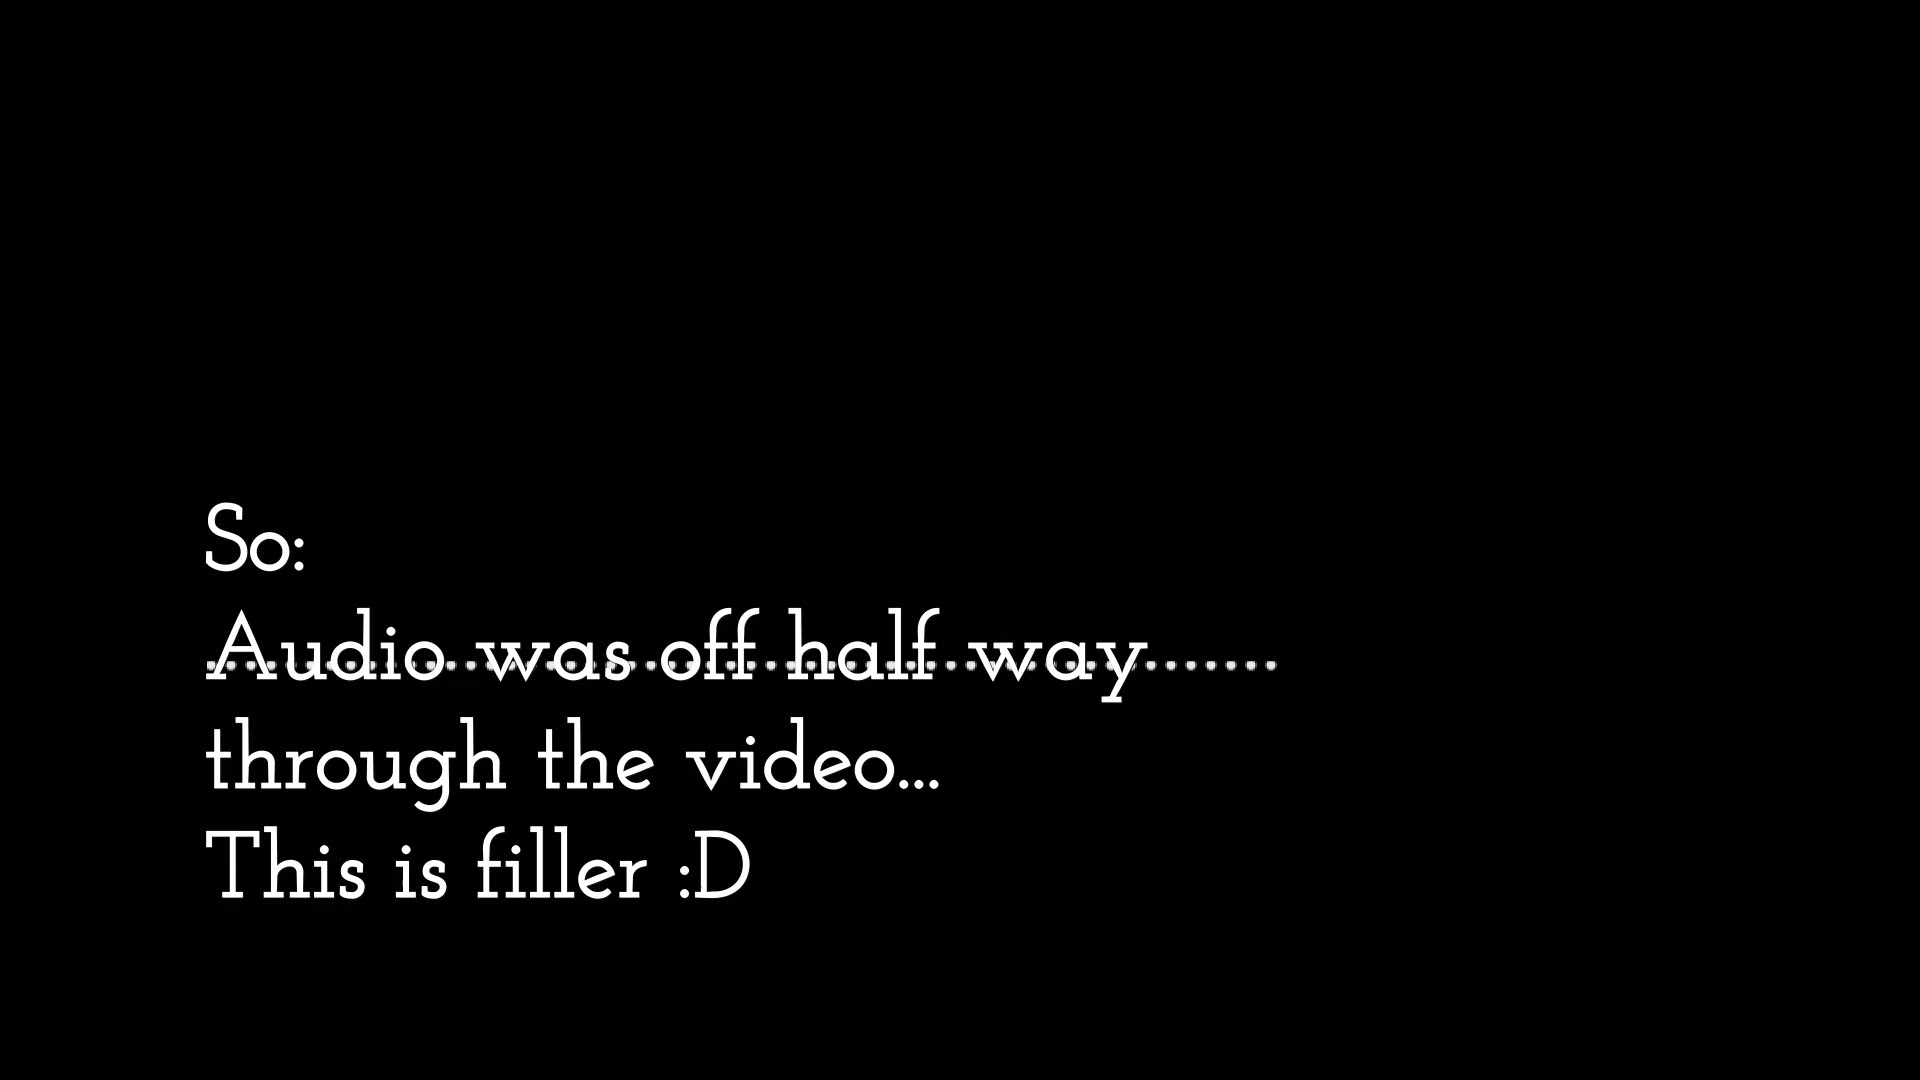 So:
Audio was off half way
through the video...
This is filler :D